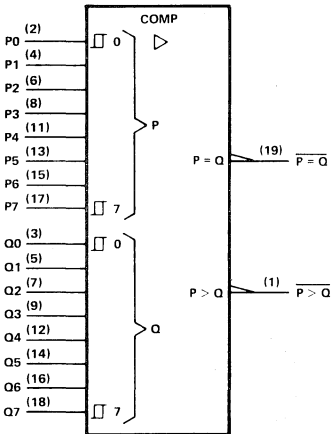 COMP
P0 (2) 0
P1 (4)
P2 (6)
P3 (8)
P4 (11) P
P5 (13) P = Q (19) P = Q
P6 (15)
P7 (17) 7
Q0 (3) 0
Q1 (5)
Q2 (7) P > Q (1) P > Q
Q3 (9)
Q4 (12) Q
Q5 (14)
Q6 (16)
Q7 (18) 7